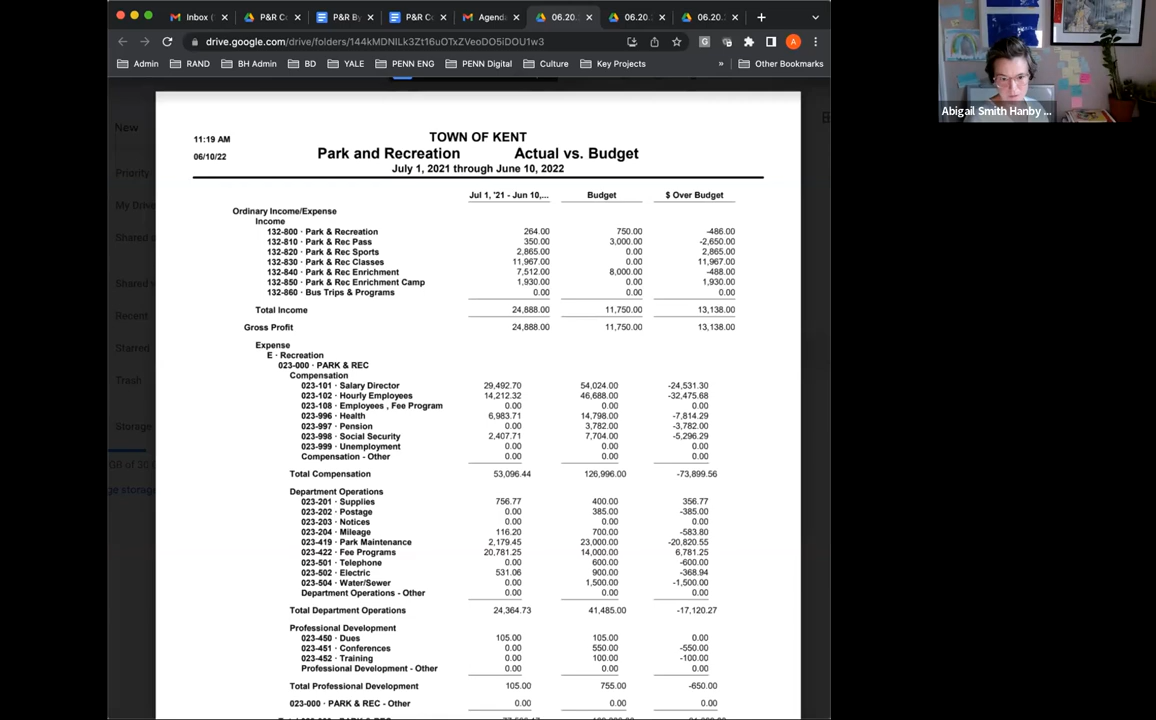 Inbox (
P&R C
P&R By
P&R C
Agenda
06.20.
06.20.
06.20.
drive.google.com/drive/folders/144kMDNILk3Zt16uOTxZVeoDO5iDOU1w3
G
A
Admin RAND BH Admin BD YALE PENN ENG PENN Digital Culture Key Projects » Other Bookmarks
New
Priority
My Drive
Shared
Shared
Recent
Starred
Trash
Storage
Abigail Smith Hanby ...
11:19 AM
06/10/22
TOWN OF KENT
Park and Recreation Actual vs. Budget
July 1, 2021 through June 10, 2022
Jul 1, '21 - Jun 10,... Budget $ Over Budget
Ordinary Income/Expense
Income
132-800 · Park & Recreation 264.00 750.00 -486.00
132-810 · Park & Rec Pass 350.00 3,000.00 -2,650.00
132-820 · Park & Rec Sports 2,865.00 0.00 2,865.00
132-830 · Park & Rec Classes 11,967.00 0.00 11,967.00
132-840 · Park & Rec Enrichment 7,512.00 8,000.00 -488.00
132-850 · Park & Rec Enrichment Camp 1,930.00 0.00 1,930.00
132-860 · Bus Trips & Programs 0.00 0.00 0.00
Total Income 24,888.00 11,750.00 13,138.00
Gross Profit 24,888.00 11,750.00 13,138.00
Expense
E · Recreation
023-000 · PARK & REC
Compensation
023-101 · Salary Director 29,492.70 54,024.00 -24,531.30
023-102 · Hourly Employees 14,212.32 46,688.00 -32,475.68
023-108 · Employees , Fee Program 0.00 0.00 0.00
023-996 · Health 6,983.71 14,798.00 -7,814.29
023-997 · Pension 0.00 3,782.00 -3,782.00
023-998 · Social Security 2,407.71 7,704.00 -5,296.29
023-999 · Unemployment 0.00 0.00 0.00
Compensation - Other 0.00 0.00 0.00
Total Compensation 53,096.44 126,996.00 -73,899.56
Department Operations
023-201 · Supplies 756.77 400.00 356.77
023-202 · Postage 0.00 385.00 -385.00
023-203 · Notices 0.00 0.00 0.00
023-204 · Mileage 116.20 700.00 -583.80
023-419 · Park Maintenance 2,179.45 23,000.00 -20,820.55
023-422 · Fee Programs 20,781.25 14,000.00 6,781.25
023-501 · Telephone 0.00 600.00 -600.00
023-502 · Electric 531.06 900.00 -368.94
023-504 · Water/Sewer 0.00 1,500.00 -1,500.00
Department Operations - Other 0.00 0.00 0.00
Total Department Operations 24,364.73 41,485.00 -17,120.27
Professional Development
023-450 · Dues 105.00 105.00 0.00
023-451 · Conferences 0.00 550.00 -550.00
023-452 · Training 0.00 100.00 -100.00
Professional Development - Other 0.00 0.00 0.00
Total Professional Development 105.00 755.00 -650.00
023-000 · PARK & REC - Other 0.00 0.00 0.00